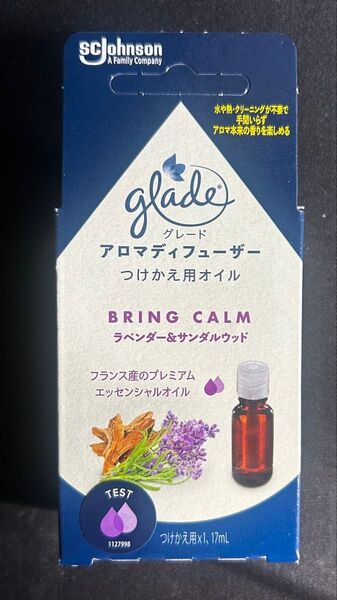 SCJohnson
A Family Company
水や熱・クリーニングが不要で
手間いらず
アロマ本来の香りを楽しめる
glade
グレード
アロマディフューザー
つけかえ用オイル
BRING CALM
ラベンダー&サンダルウッド
フランス産のプレミアム
エッセンシャルオイル
TEST
1127998
つけかえ用x1、17mL